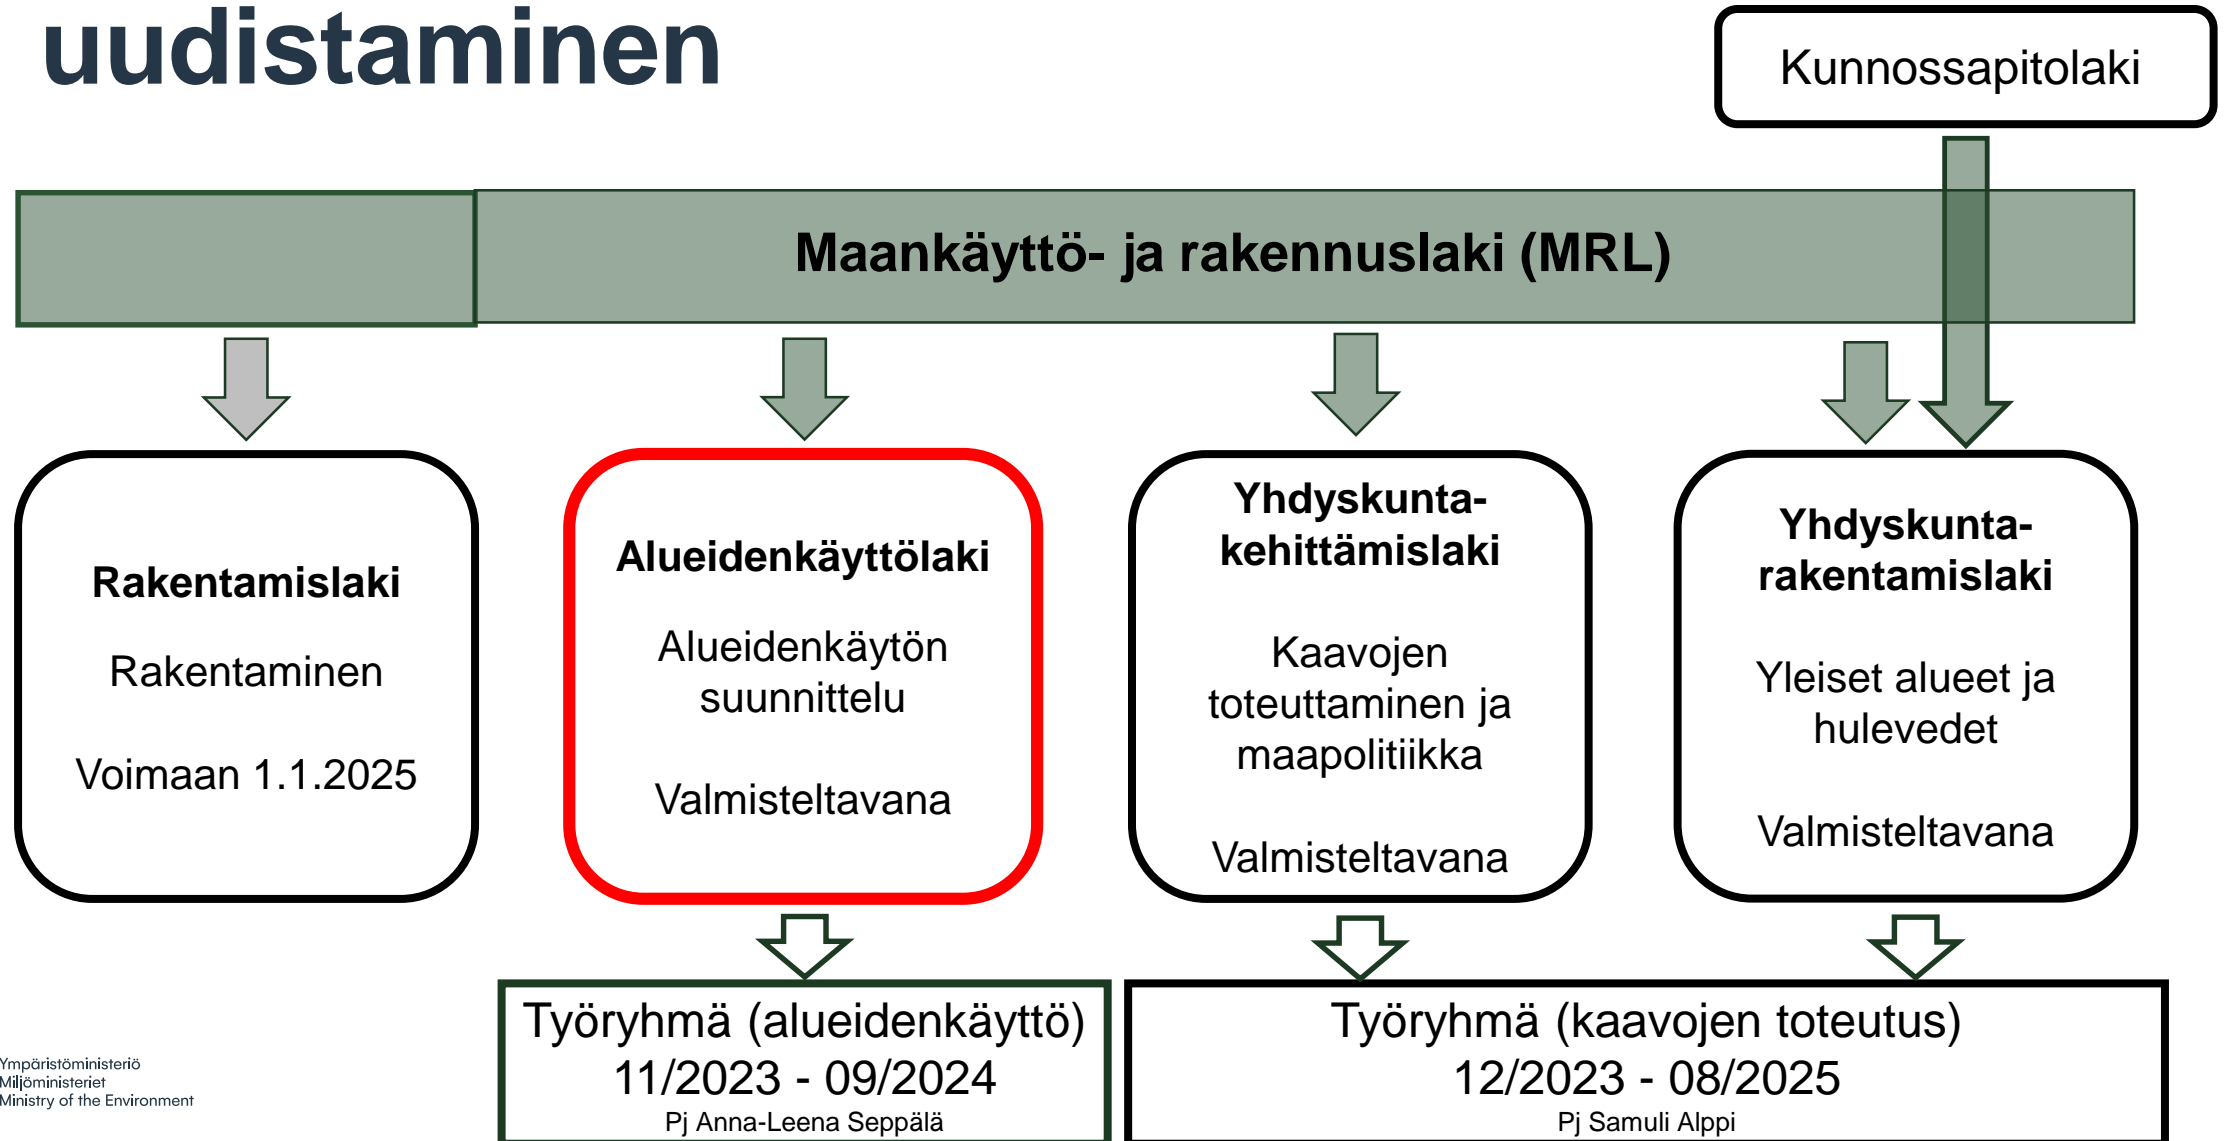 uudistaminen
Kunnossapitolaki
Maankäyttö- ja rakennuslaki (MRL)
Rakentamislaki
Rakentaminen
Voimaan 1.1.2025
Alueidenkäyttölaki
Alueidenkäytön
suunnittelu
Valmisteltavana
Yhdyskunta-
kehittämislaki
Kaavojen
toteuttaminen ja
maapolitiikka
Valmisteltavana
Yhdyskunta-
rakentamislaki
Yleiset alueet ja
hulevedet
Valmisteltavana
Työryhmä (alueidenkäyttö)
11/2023 - 09/2024
Pj Anna-Leena Seppälä
Työryhmä (kaavojen toteutus)
12/2023 - 08/2025
Pj Samuli Alppi
Ympäristöministeriö
Miljöministeriet
Ministry of the Environment